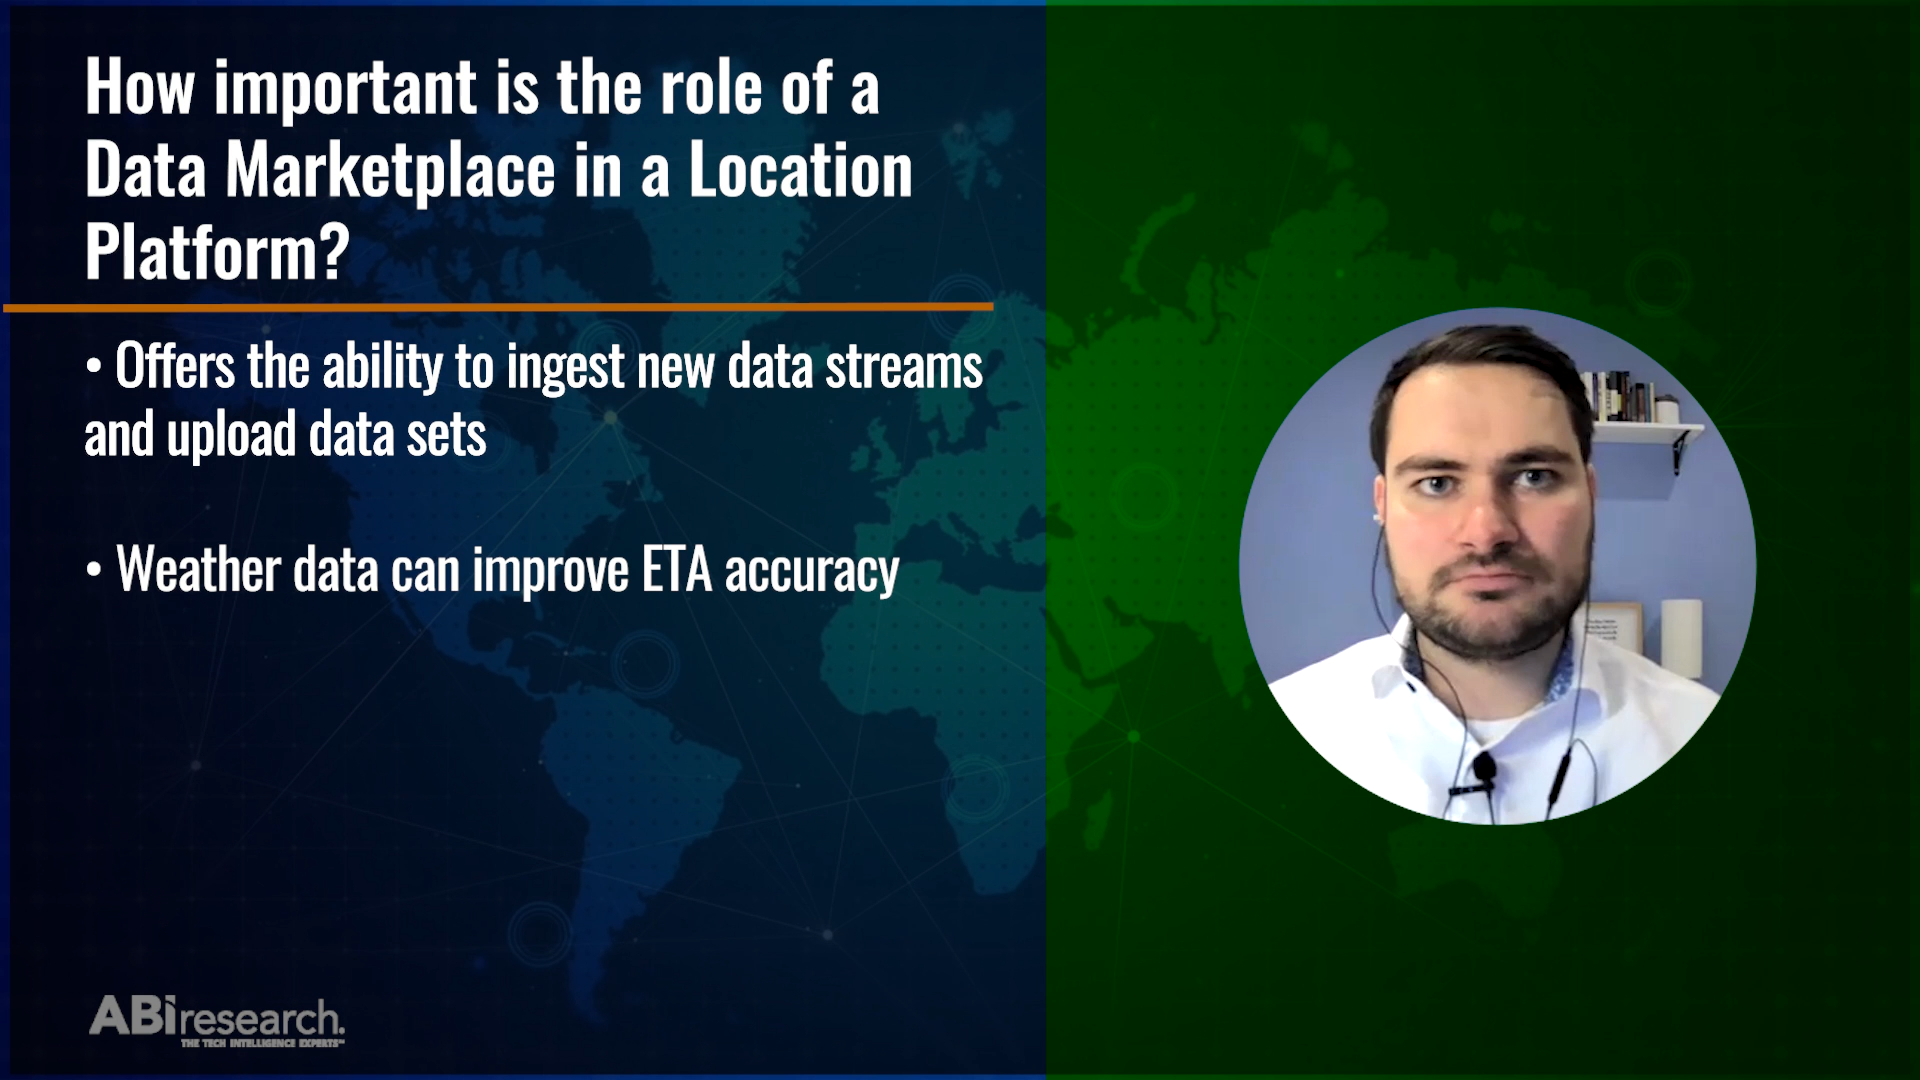 How important is the role of a
Data Marketplace in a Location
Platform?
• Offers the ability to ingest new data streams
and upload data sets
• Weather data can improve ETA accuracy
ABiresearch.
THE TECH INTELLIGENCE EXPERTS™